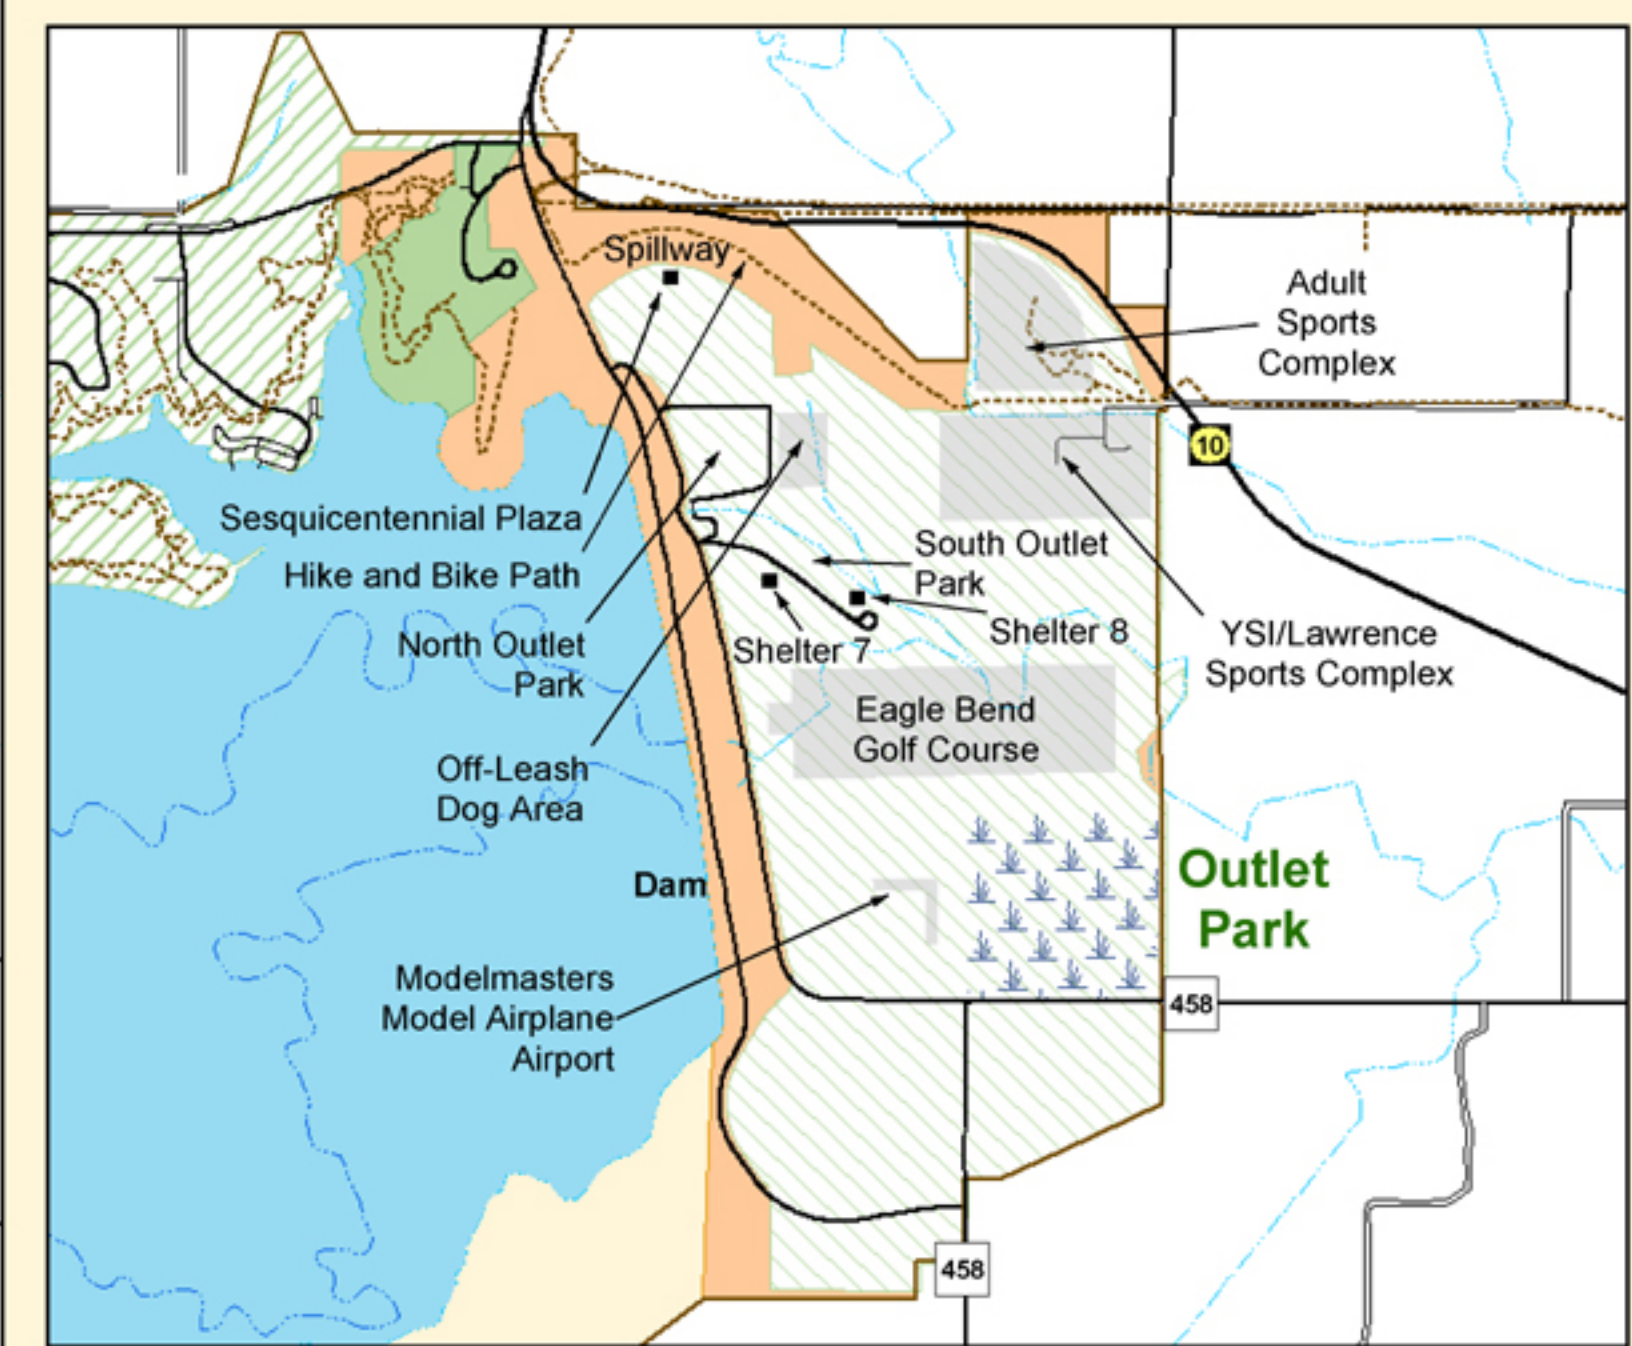 Spillway
Adult
Sports
Complex
10
Sesquicentennial Plaza
Hike and Bike Path
South Outlet
Park
North Outlet
Park
Shelter 7
Shelter 8
YSI/Lawrence
Sports Complex
Eagle Bend
Golf Course
Off-Leash
Dog Area
Dam
Outlet
Park
Modelmasters
Model Airplane
Airport
458
458